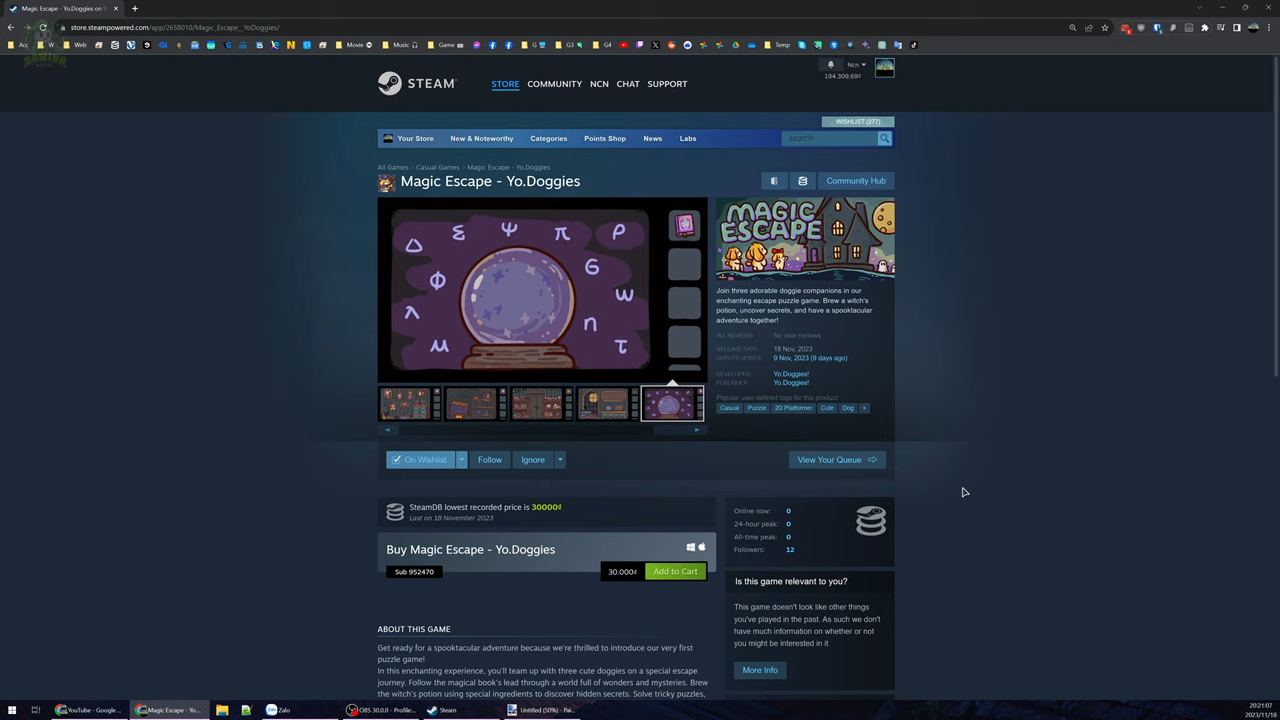 Magic Escape - Yo.Doggies on S
store.steampowered.com/app/2658010/Magic_Escape__YoDoggies/
Web
Movie
Music
Game
G3
G4
Temp
GAMING
STEAM
STORE
COMMUNITY
NCN
CHAT
SUPPORT
Ncn
194.309,69₫
WISHLIST (277)
Your Store
New & Noteworthy
Categories
Points Shop
News
Labs
search
All Games > Casual Games > Magic Escape - Yo.Doggies
Magic Escape - Yo.Doggies
Community Hub
MAGIC
ESCAPE
Join three adorable doggie companions in our
enchanting escape puzzle game. Brew a witch's
potion, uncover secrets, and have a spooktacular
adventure together!
ALL REVIEWS: No user reviews
RELEASE DATE: 18 Nov, 2023
DEPOTS UPDATE: 9 Nov, 2023 (9 days ago)
DEVELOPER: Yo.Doggies!
PUBLISHER: Yo.Doggies!
Popular user-defined tags for this product:
Casual Puzzle 2D Platformer Cute Dog +
On Wishlist
Follow
Ignore
View Your Queue
SteamDB lowest recorded price is 30000₫
Last on 18 November 2023
Online now: 0
24-hour peak: 0
All-time peak: 0
Followers: 12
Buy Magic Escape - Yo.Doggies
Sub 952470
30.000₫
Add to Cart
Is this game relevant to you?
This game doesn't look like other things
you've played in the past. As such we don't
have much information on whether or not
you might be interested in it
More Info
ABOUT THIS GAME
Get ready for a spooktacular adventure because we're thrilled to introduce our very first
puzzle game!
In this enchanting experience, you'll team up with three cute doggies on a special escape
journey. Follow the magical book's lead through a world full of wonders and mysteries. Brew
the witch's potion using special ingredients to discover hidden secrets. Solve tricky puzzles,
YouTube - Google ...
Magic Escape - Yo...
Zalo
OBS 30.0.0 - Profile:...
Steam
Untitled (50%) - Pai...
20:21:07
2023/11/18